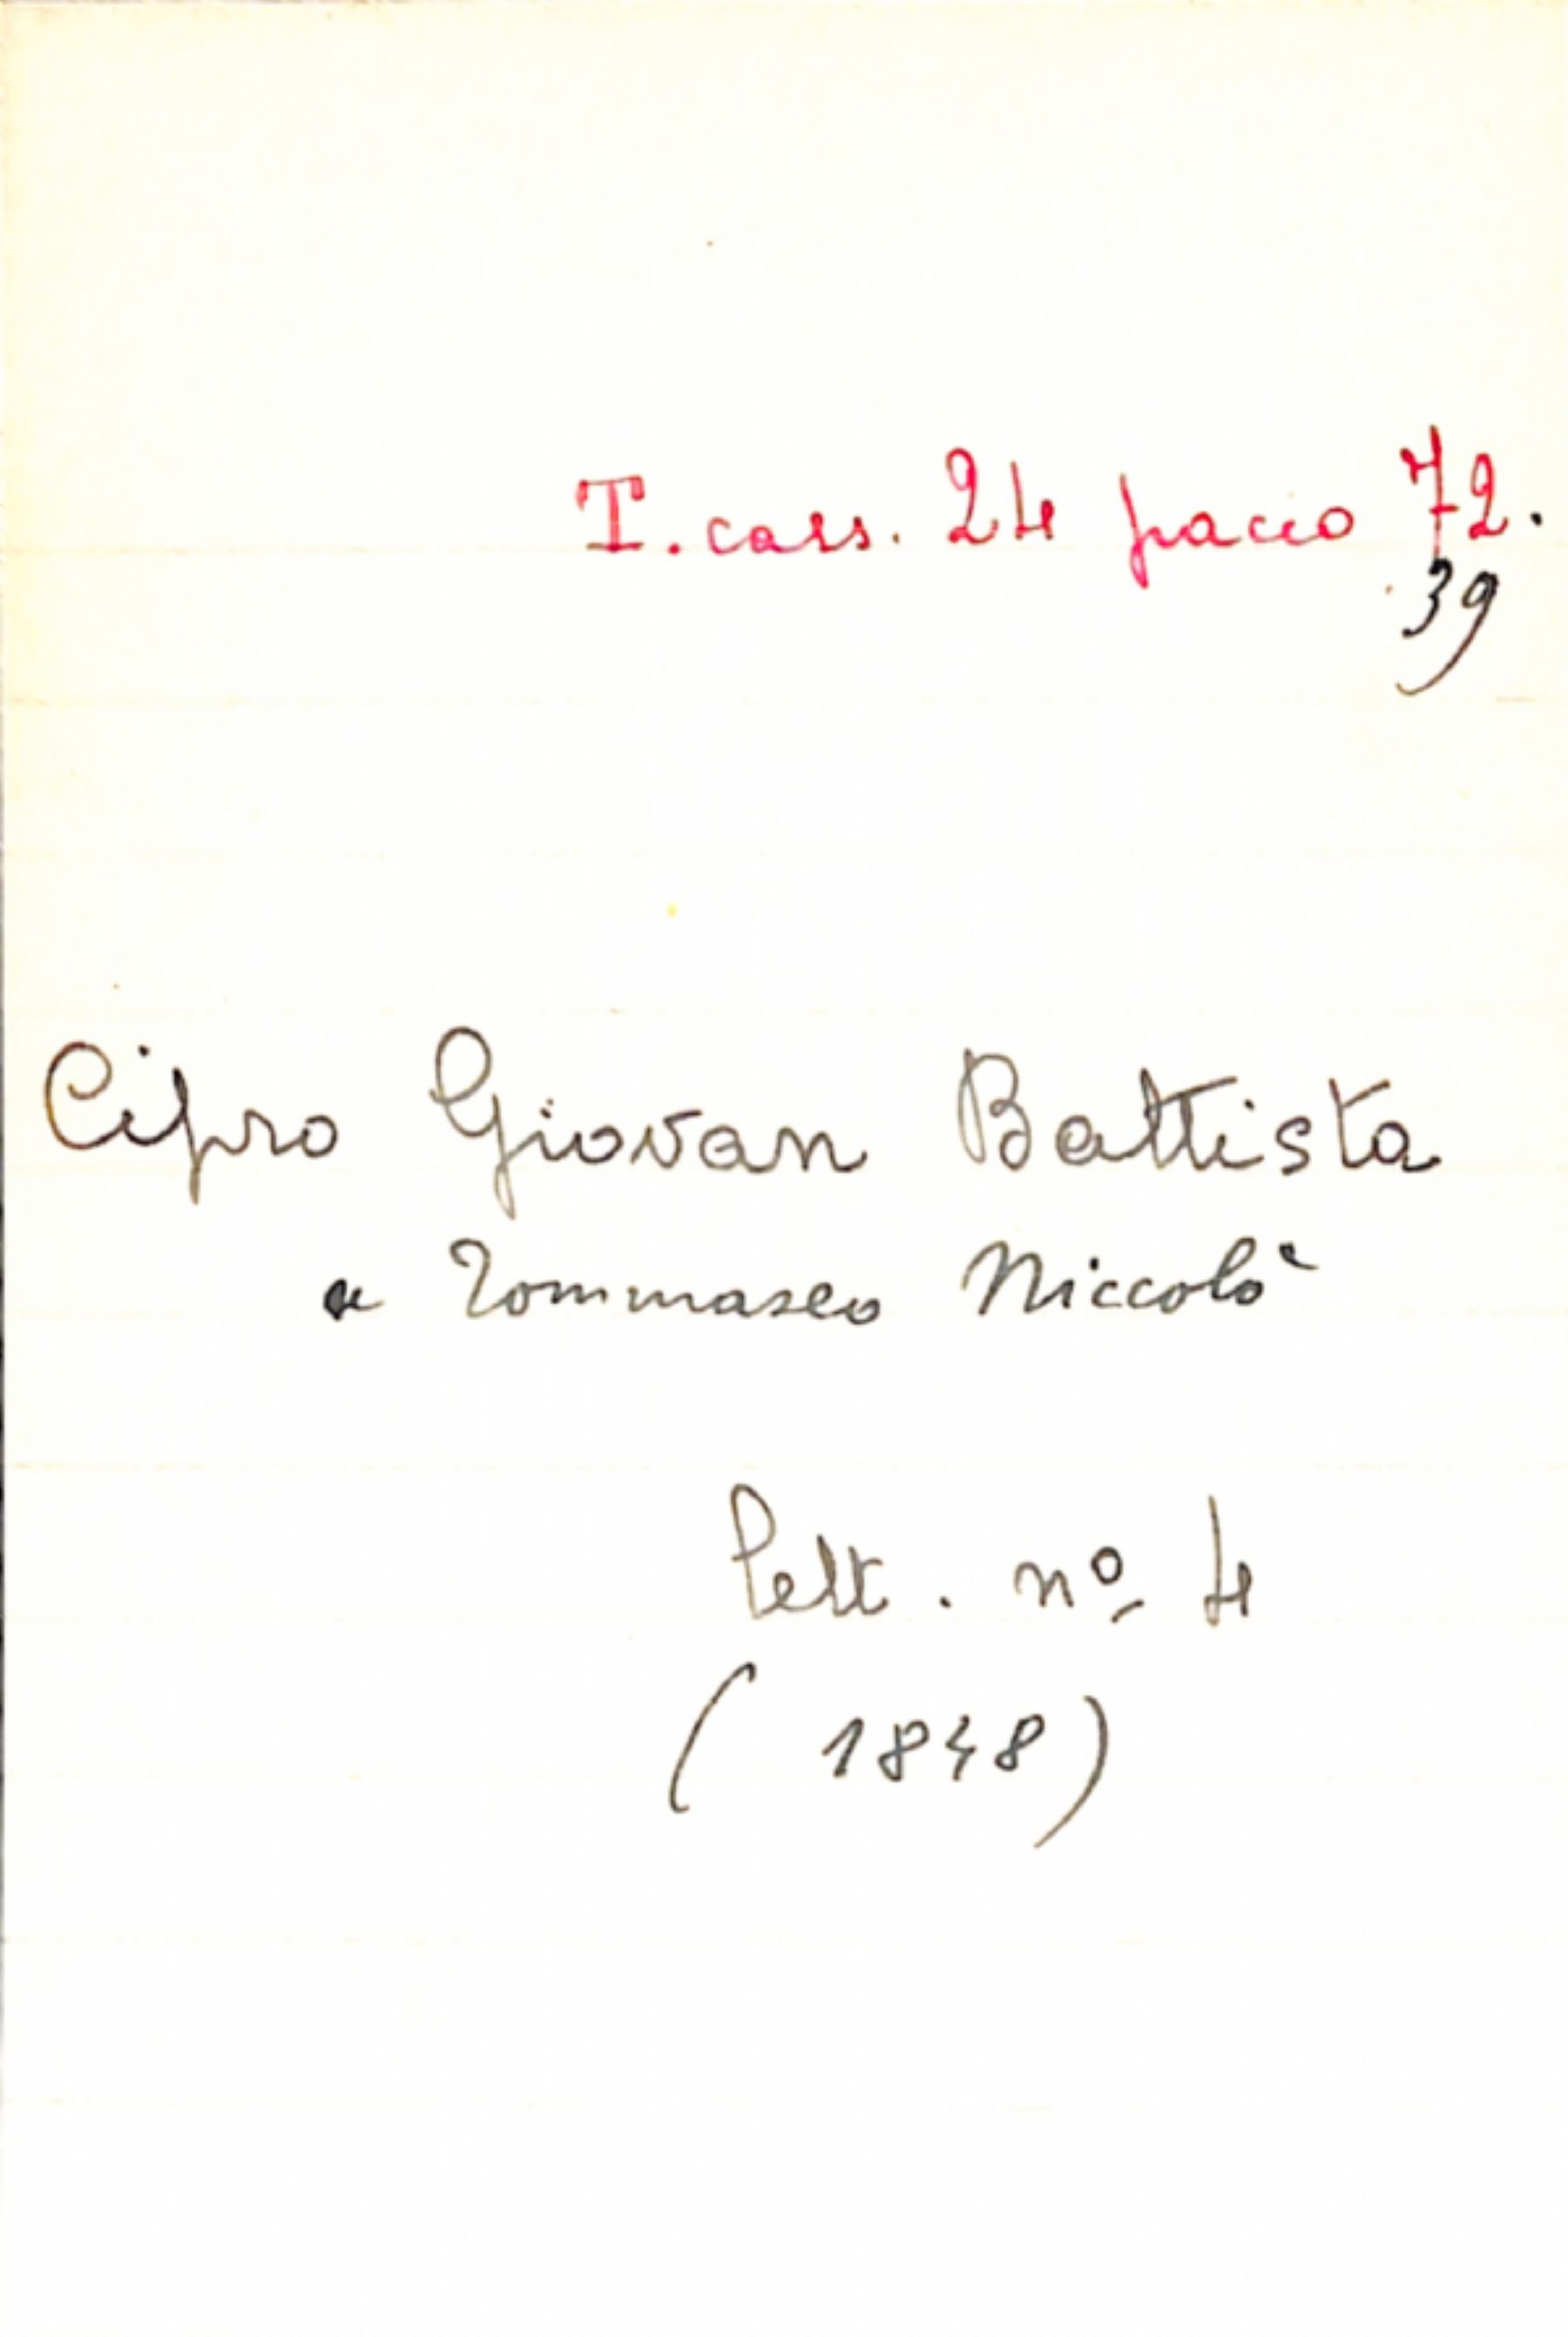 T. cass. 24 pacco 72.
39
Cipro Giovan Battista
a Tommaseo Niccolò
Lett. nº 4
(1848)